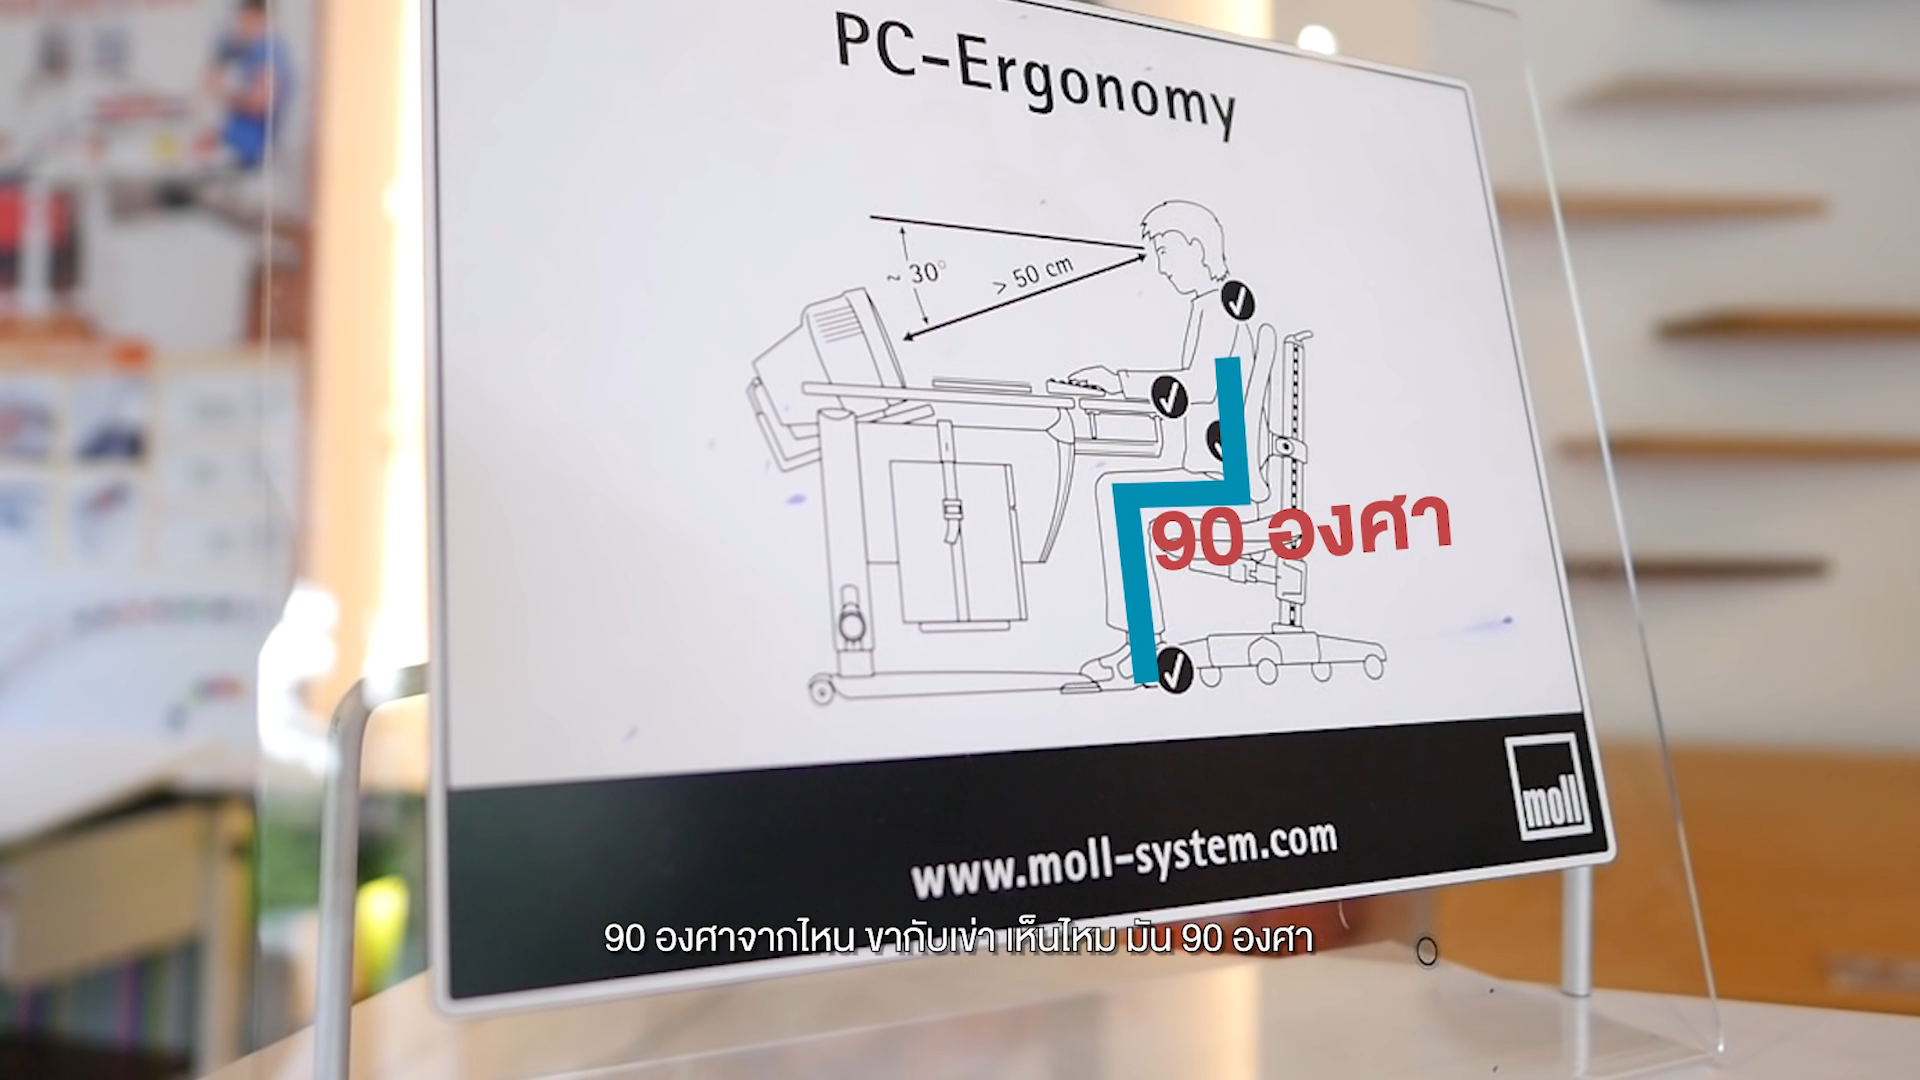 PC-Ergonomy
~ 30°
> 50 cm
90 องศา
moll
www.moll-system.com
90 องศาจากไหน ขากับเข่า เห็นไหม มัน 90 องศา